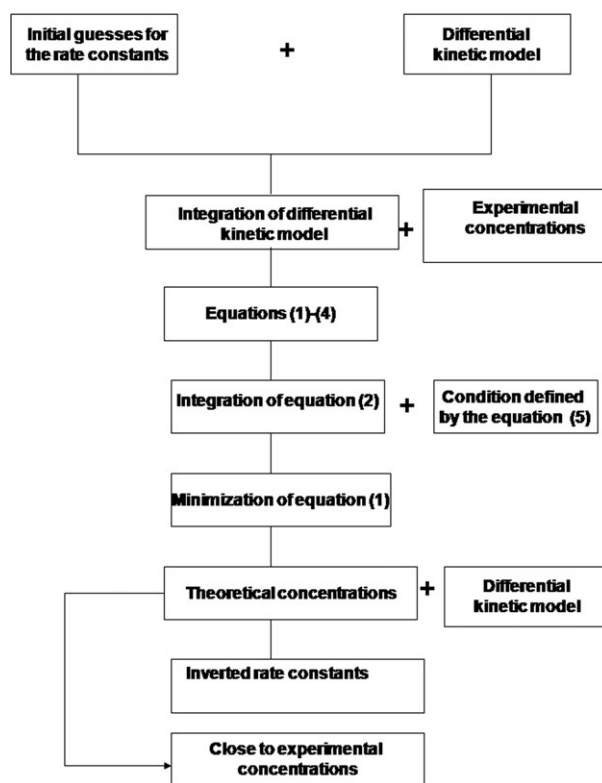 Initial guesses for
the rate constants
+
Differential
kinetic model
Integration of differential
kinetic model
+
Experimental
concentrations
Equations (1)-(4)
Integration of equation (2)
+
Condition defined
by the equation (5)
Minimization of equation (1)
Theoretical concentrations
+
Differential
kinetic model
Inverted rate constants
Close to experimental
concentrations